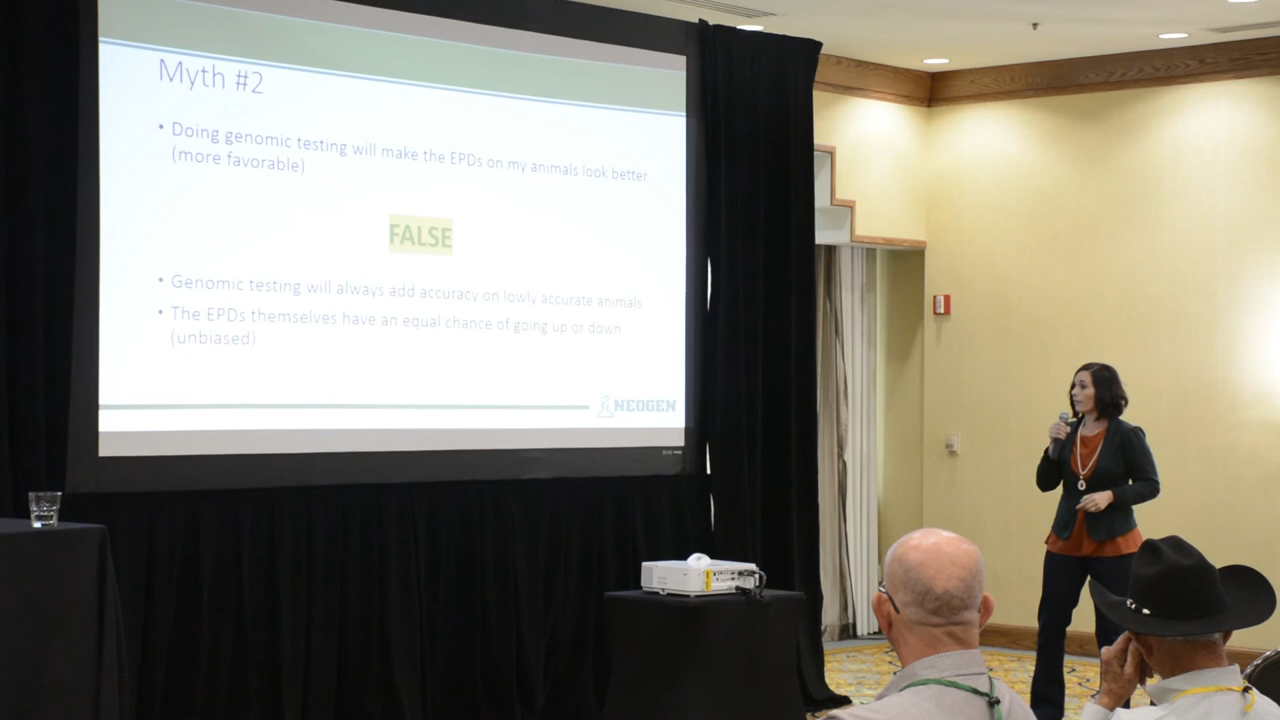 Myth #2
• Doing genomic testing will make the EPDs on my animals look better
(more favorable)
FALSE
• Genomic testing will always add accuracy on lowly accurate animals
• The EPDs themselves have an equal chance of going up or down
(unbiased)
NEOGEN